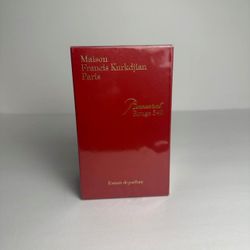 Maison
Francis Kurkdjian
Paris
Baccarat
Rouge 540
Extrait de parfum